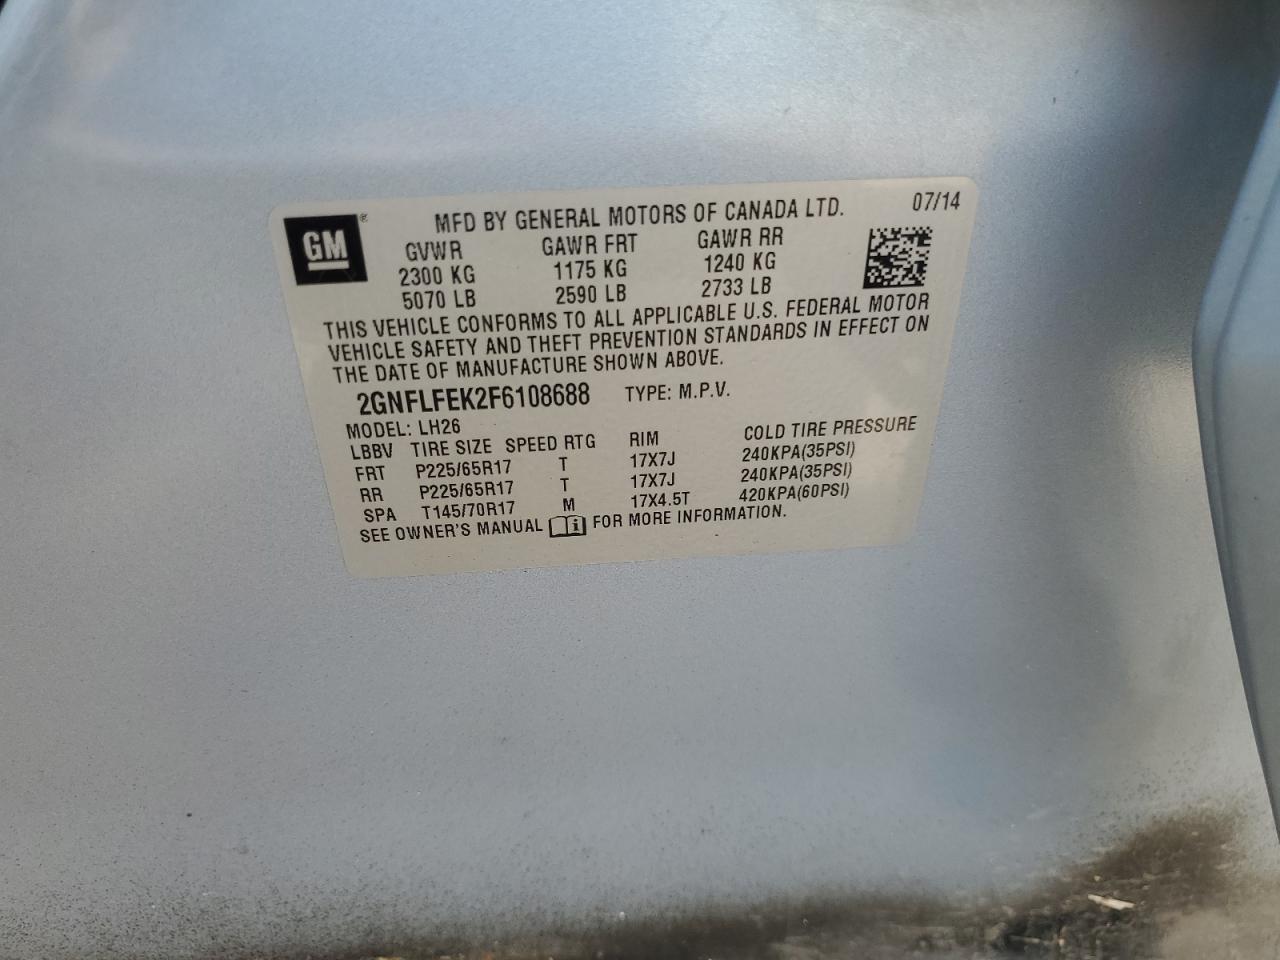 GM ®
MFD BY GENERAL MOTORS OF CANADA LTD. 07/14
GVWR GAWR FRT GAWR RR
2300 KG 1175 KG 1240 KG
5070 LB 2590 LB 2733 LB
THIS VEHICLE CONFORMS TO ALL APPLICABLE U.S. FEDERAL MOTOR
VEHICLE SAFETY AND THEFT PREVENTION STANDARDS IN EFFECT ON
THE DATE OF MANUFACTURE SHOWN ABOVE.
2GNFLFEK2F6108688 TYPE: M.P.V.
MODEL: LH26
LBBV TIRE SIZE SPEED RTG RIM COLD TIRE PRESSURE
FRT P225/65R17 T 17X7J 240KPA(35PSI)
RR P225/65R17 T 17X7J 240KPA(35PSI)
SPA T145/70R17 M 17X4.5T 420KPA(60PSI)
SEE OWNER'S MANUAL FOR MORE INFORMATION.